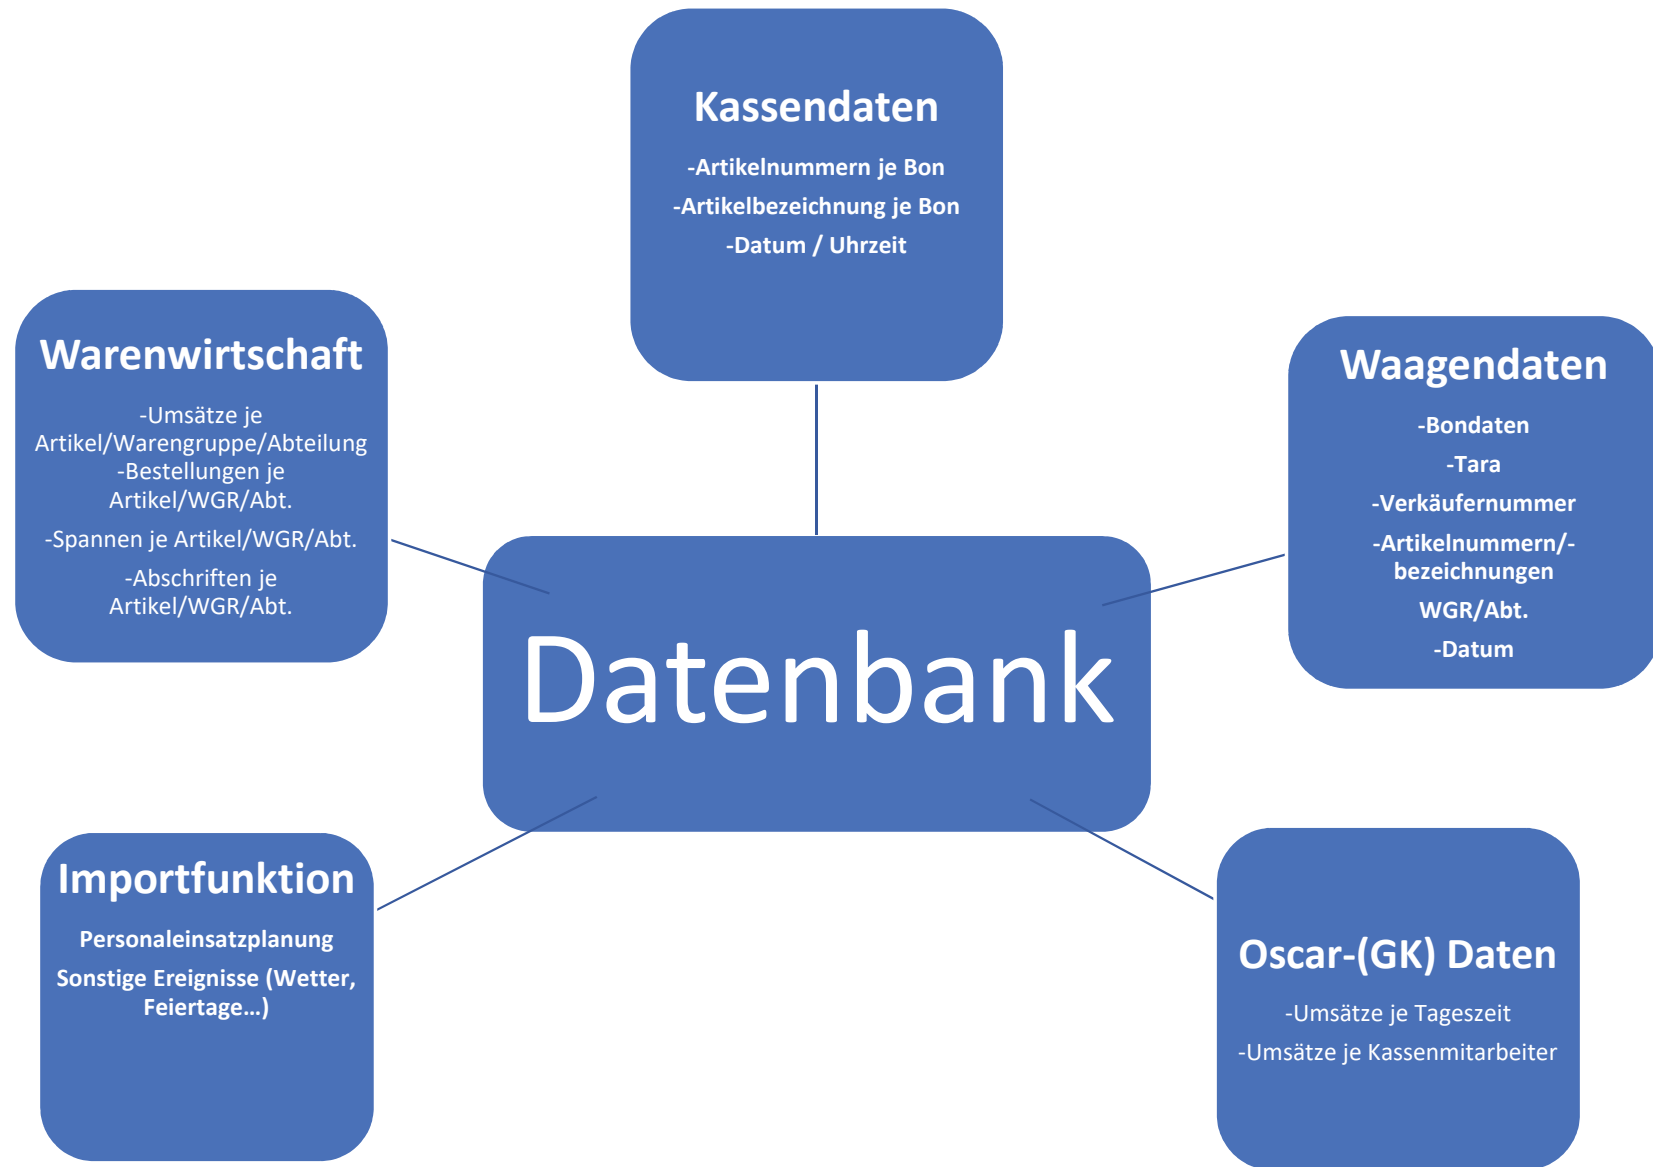 Kassendaten
-Artikelnummern je Bon
-Artikelbezeichnung je Bon
-Datum / Uhrzeit
Warenwirtschaft
-Umsätze je
Artikel/Warengruppe/Abteilung
-Bestellungen je
Artikel/WGR/Abt.
-Spannen je Artikel/WGR/Abt.
-Abschriften je
Artikel/WGR/Abt.
Waagendaten
-Bondaten
-Tara
-Verkäufernummer
-Artikelnummern/-
bezeichnungen
WGR/Abt.
-Datum
Datenbank
Importfunktion
Personaleinsatzplanung
Sonstige Ereignisse (Wetter,
Feiertage…)
Oscar-(GK) Daten
-Umsätze je Tageszeit
-Umsätze je Kassenmitarbeiter